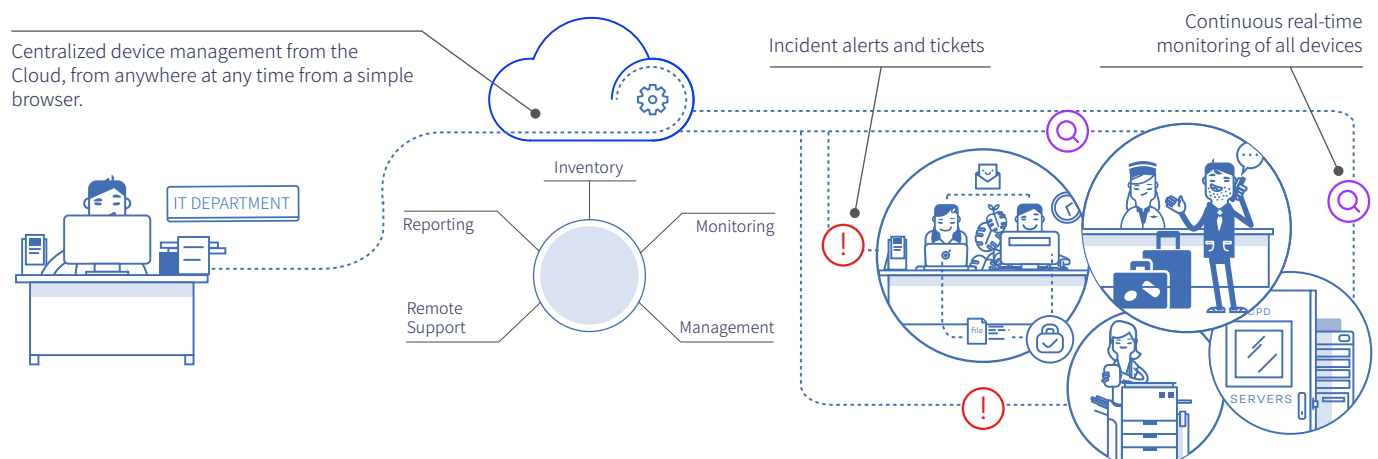 Centralized device management from the
Cloud, from anywhere at any time from a simple
browser.
Incident alerts and tickets
Continuous real-time
monitoring of all devices
IT DEPARTMENT
Inventory
Reporting
Monitoring
Remote
Support
Management
.file
CPD
SERVERS